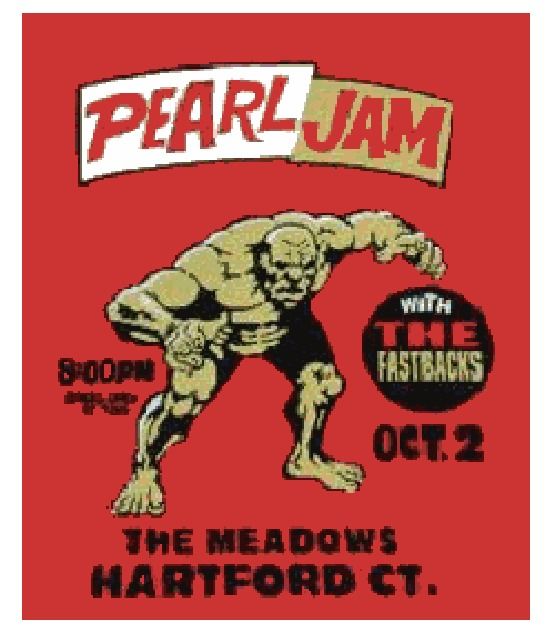 PEARL JAM
WITH
THE
FASTBACKS
8:00PM
OCT. 2
THE MEADOWS
HARTFORD CT.